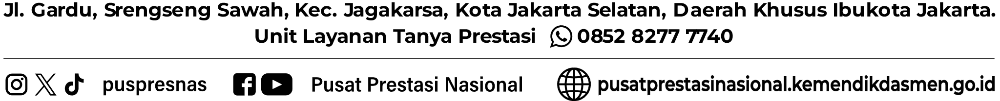 Jl. Gardu, Srengseng Sawah, Kec. Jagakarsa, Kota Jakarta Selatan, Daerah Khusus Ibukota Jakarta.
Unit Layanan Tanya Prestasi 0852 8277 7740
puspresnas Pusat Prestasi Nasional pusatprestasinasional.kemendikdasmen.go.id